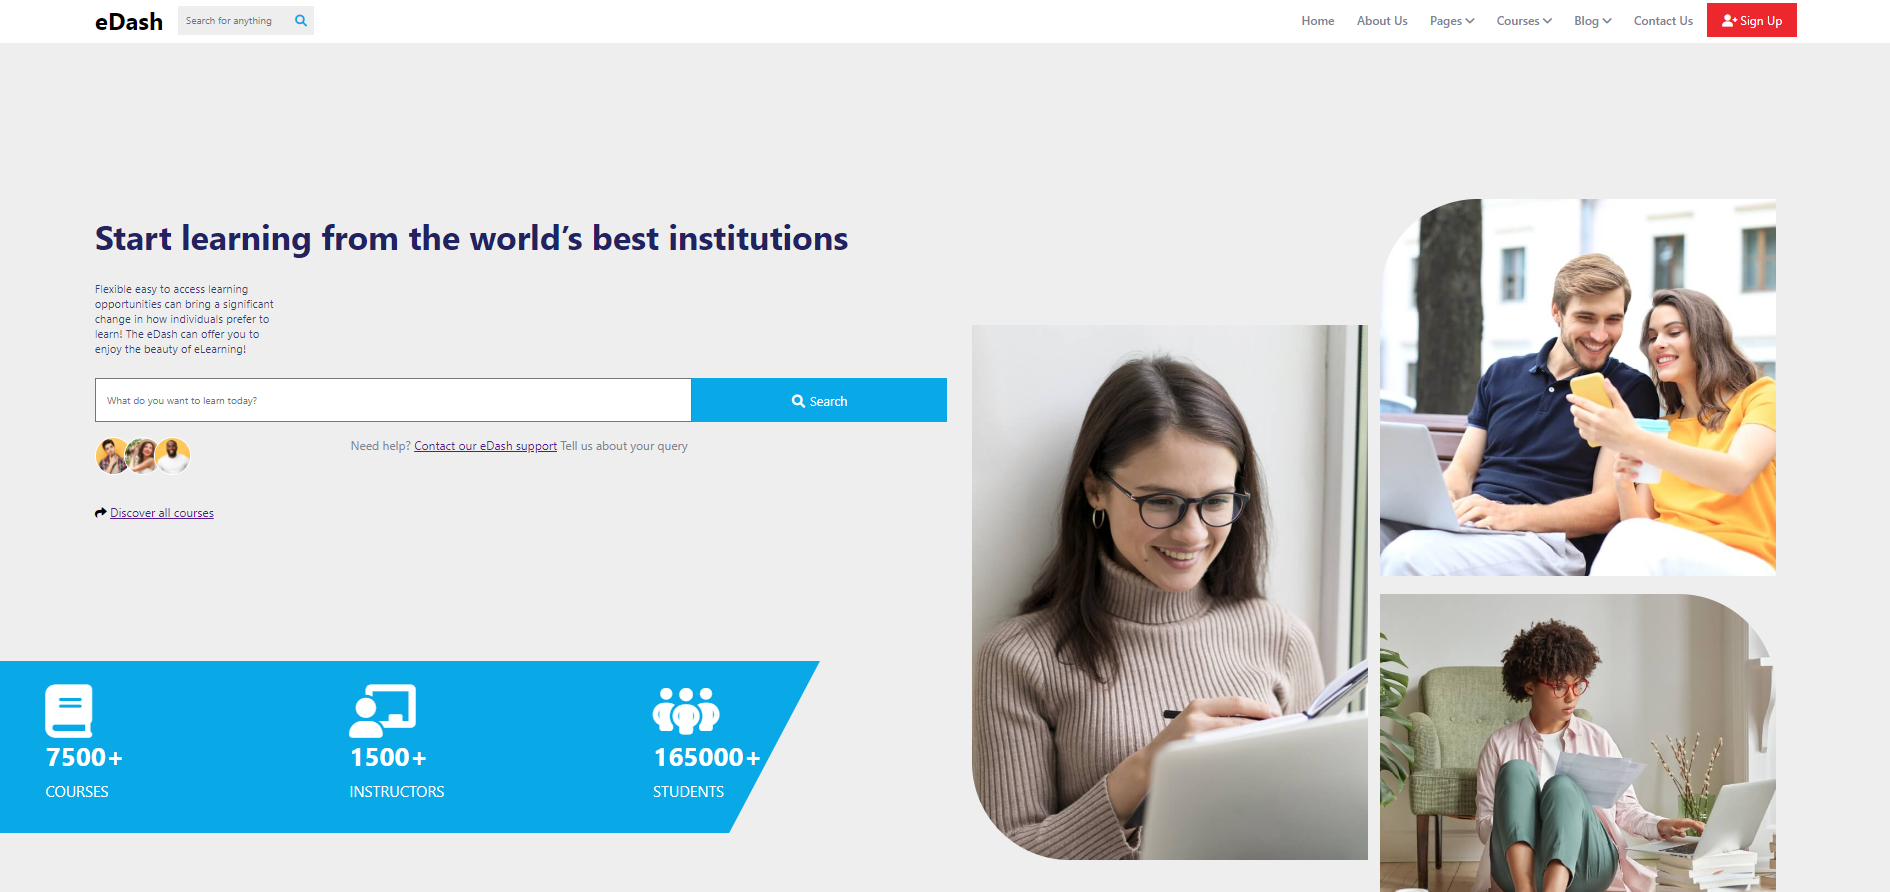 eDash
Search for anything
Home
About Us
Pages
Courses
Blog
Contact Us
Sign Up
Start learning from the world’s best institutions
Flexible easy to access learning
opportunities can bring a significant
change in how individuals prefer to
learn! The eDash can offer you to
enjoy the beauty of eLearning!
What do you want to learn today?
Search
Need help? Contact our eDash support Tell us about your query
Discover all courses
7500+
COURSES
1500+
INSTRUCTORS
165000+
STUDENTS